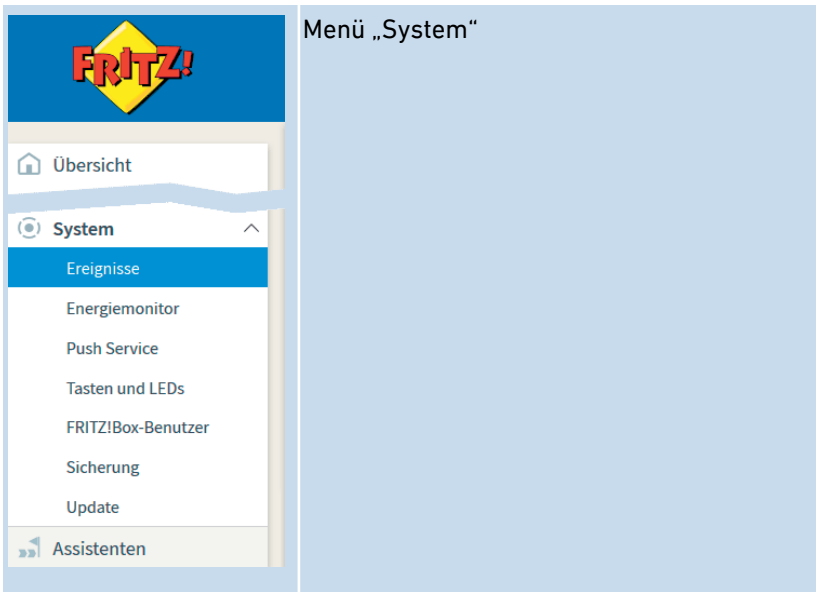 FRITZ!
Menü „System“
Übersicht
System
Ereignisse
Energiemonitor
Push Service
Tasten und LEDs
FRITZ!Box-Benutzer
Sicherung
Update
Assistenten